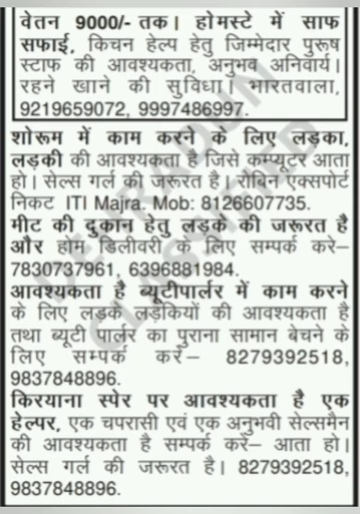 वेतन 9000/- तक। होमस्टे में साफ
सफाई, किचन हेल्प हेतु जिम्मेदार पुरूष
स्टाफ की आवश्यकता, अनुभव अनिवार्य।
रहने खाने की सुविधा। भारतवाला,
9219659072, 9997486997.
शोरूम में काम करने के लिए लड़का,
लड़की की आवश्यकता है जिसे कम्प्यूटर आता
हो। सेल्स गर्ल की जरूरत है। रोबिन एक्सपोर्ट
निकट ITI Majra. Mob: 8126607735.
मीट की दुकान हेतु लड़के की जरूरत है
और होम डिलीवरी के लिए सम्पर्क करे–
7830737961, 6396881984.
आवश्यकता है ब्यूटीपार्लर में काम करने
के लिए लड़के लड़कियों की आवश्यकता है
तथा ब्यूटी पार्लर का पुराना सामान बेचने के
लिए सम्पर्क करें– 8279392518,
9837848896.
किरयाना स्पेर पर आवश्यकता है एक
हेल्पर, एक चपरासी एवं एक अनुभवी सेल्समैन
की आवश्यकता है सम्पर्क करें– आता हो।
सेल्स गर्ल की जरूरत है। 8279392518,
9837848896.
DEHRADUN
CLASSIFIED